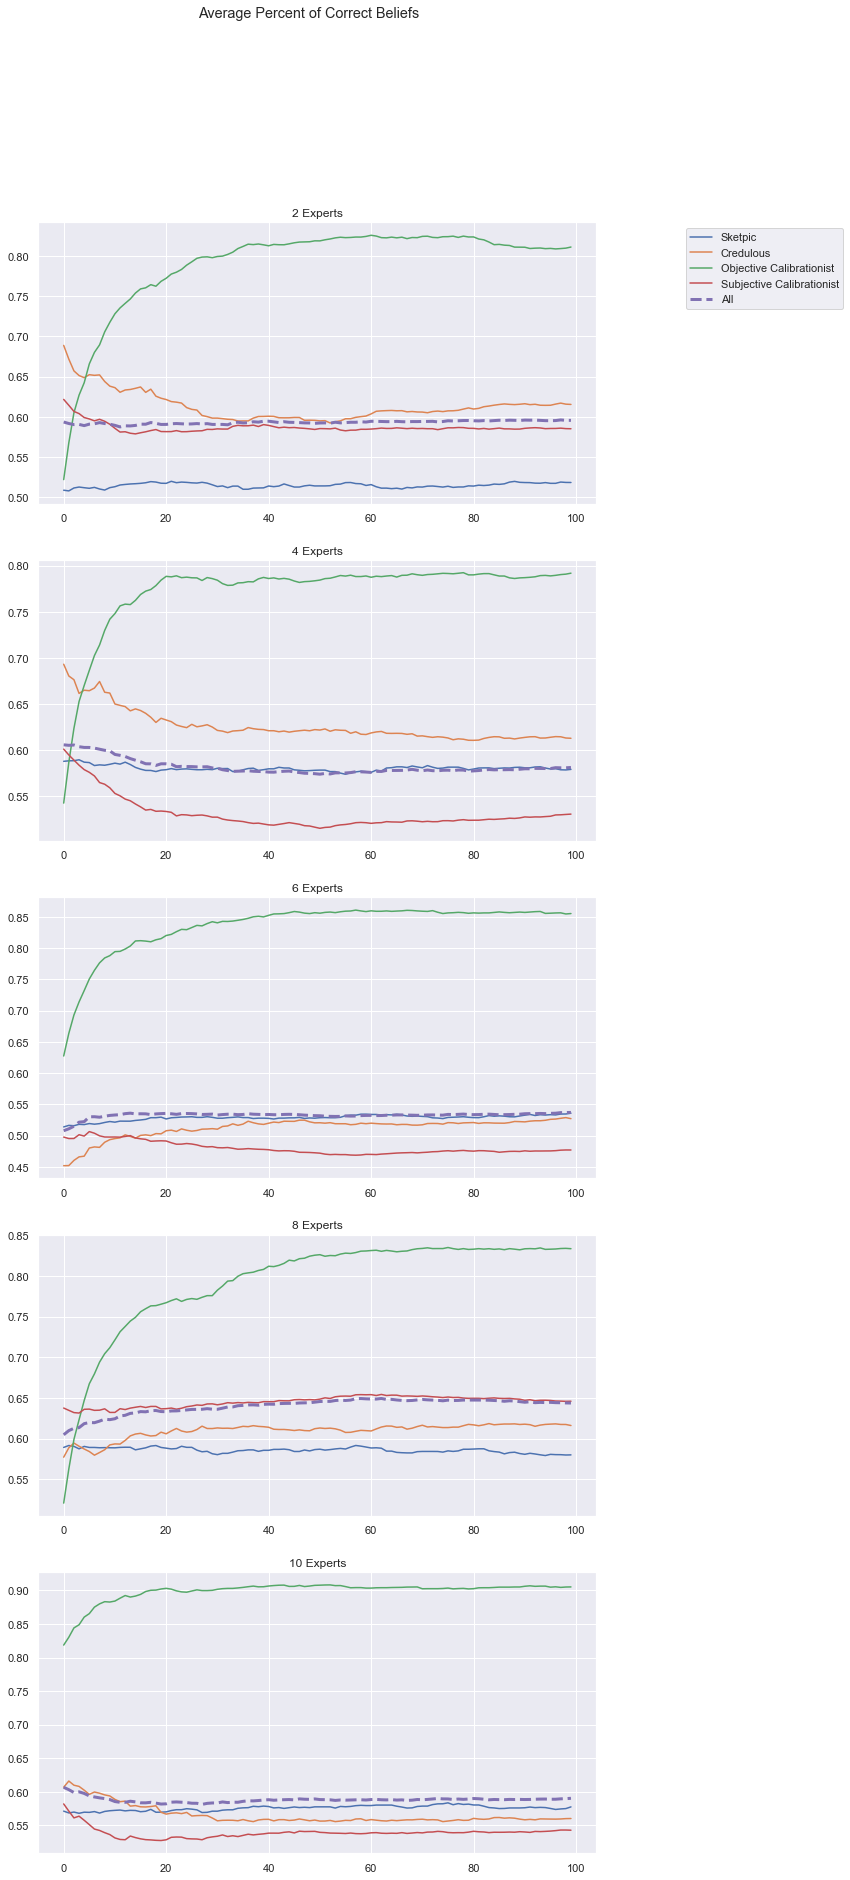 Average Percent of Correct Beliefs
2 Experts
0.80
0.75
0.70
0.65
0.60
0.55
0.50
0 20 40 60 80 100
Sketpic
Credulous
Objective Calibrationist
Subjective Calibrationist
All
4 Experts
0.80
0.75
0.70
0.65
0.60
0.55
0 20 40 60 80 100
6 Experts
0.85
0.80
0.75
0.70
0.65
0.60
0.55
0.50
0.45
0 20 40 60 80 100
8 Experts
0.85
0.80
0.75
0.70
0.65
0.60
0.55
0 20 40 60 80 100
10 Experts
0.90
0.85
0.80
0.75
0.70
0.65
0.60
0.55
0 20 40 60 80 100